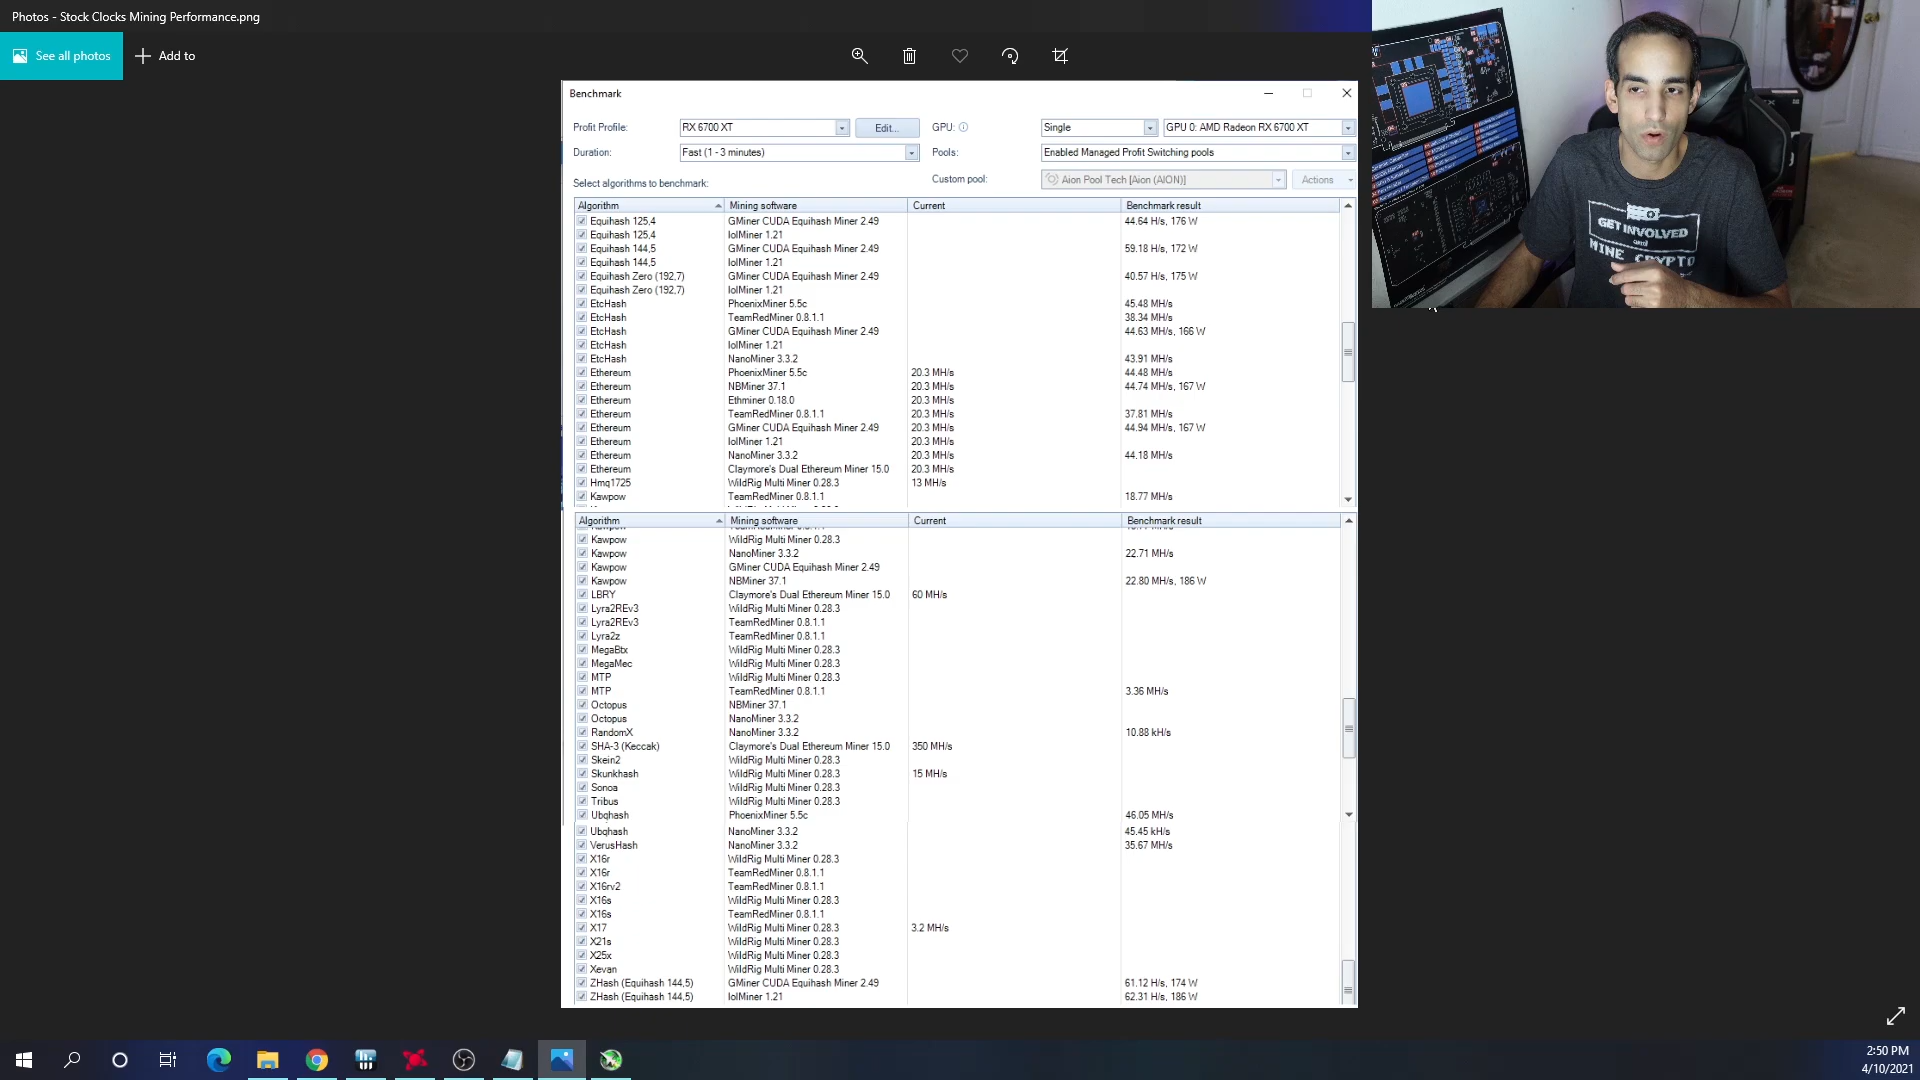 Photos - Stock Clocks Mining Performance.png
See all photos
Add to
Benchmark
Profit Profile: RX 6700 XT Edit... GPU: Single GPU 0: AMD Radeon RX 6700 XT
Duration: Fast (1 - 3 minutes) Pools: Enabled Managed Profit Switching pools
Select algorithms to benchmark: Custom pool: Aion Pool Tech [Aion (AION)] Actions
Algorithm Mining software Current Benchmark result
Equihash 125,4 GMiner CUDA Equihash Miner 2.49 44.64 H/s, 176 W
Equihash 125,4 lolMiner 1.21
Equihash 144,5 GMiner CUDA Equihash Miner 2.49 59.18 H/s, 172 W
Equihash 144,5 lolMiner 1.21
Equihash Zero (192,7) GMiner CUDA Equihash Miner 2.49 40.57 H/s, 175 W
Equihash Zero (192,7) lolMiner 1.21
EtcHash PhoenixMiner 5.5c 45.48 MH/s
EtcHash TeamRedMiner 0.8.1.1 38.34 MH/s
EtcHash GMiner CUDA Equihash Miner 2.49 44.63 MH/s, 166 W
EtcHash lolMiner 1.21
EtcHash NanoMiner 3.3.2 43.91 MH/s
Ethereum PhoenixMiner 5.5c 20.3 MH/s 44.48 MH/s
Ethereum NBMiner 37.1 20.3 MH/s 44.74 MH/s, 167 W
Ethereum Ethminer 0.18.0 20.3 MH/s
Ethereum TeamRedMiner 0.8.1.1 20.3 MH/s 37.81 MH/s
Ethereum GMiner CUDA Equihash Miner 2.49 20.3 MH/s 44.94 MH/s, 167 W
Ethereum lolMiner 1.21 20.3 MH/s
Ethereum NanoMiner 3.3.2 20.3 MH/s 44.18 MH/s
Ethereum Claymore's Dual Ethereum Miner 15.0 20.3 MH/s
Hmq1725 WildRig Multi Miner 0.28.3 13 MH/s
Kawpow TeamRedMiner 0.8.1.1 18.77 MH/s
Algorithm Mining software Current Benchmark result
Kawpow WildRig Multi Miner 0.28.3
Kawpow NanoMiner 3.3.2 22.71 MH/s
Kawpow GMiner CUDA Equihash Miner 2.49
Kawpow NBMiner 37.1 22.80 MH/s, 186 W
LBRY Claymore's Dual Ethereum Miner 15.0 60 MH/s
Lyra2REv3 WildRig Multi Miner 0.28.3
Lyra2REv3 TeamRedMiner 0.8.1.1
Lyra2z TeamRedMiner 0.8.1.1
MegaBtx WildRig Multi Miner 0.28.3
MegaMec WildRig Multi Miner 0.28.3
MTP WildRig Multi Miner 0.28.3
MTP TeamRedMiner 0.8.1.1 3.36 MH/s
Octopus NBMiner 37.1
Octopus NanoMiner 3.3.2
RandomX NanoMiner 3.3.2 10.88 kH/s
SHA-3 (Keccak) Claymore's Dual Ethereum Miner 15.0 350 MH/s
Skein2 WildRig Multi Miner 0.28.3
Skunkhash WildRig Multi Miner 0.28.3 15 MH/s
Sonoa WildRig Multi Miner 0.28.3
Tribus WildRig Multi Miner 0.28.3
Ubqhash PhoenixMiner 5.5c 46.05 MH/s
Ubqhash NanoMiner 3.3.2 45.45 kH/s
VerusHash NanoMiner 3.3.2 35.67 MH/s
X16r WildRig Multi Miner 0.28.3
X16r TeamRedMiner 0.8.1.1
X16rv2 TeamRedMiner 0.8.1.1
X16s WildRig Multi Miner 0.28.3
X16s TeamRedMiner 0.8.1.1
X17 WildRig Multi Miner 0.28.3 3.2 MH/s
X21s WildRig Multi Miner 0.28.3
X25x WildRig Multi Miner 0.28.3
Xevan WildRig Multi Miner 0.28.3
ZHash (Equihash 144,5) GMiner CUDA Equihash Miner 2.49 61.12 H/s, 174 W
ZHash (Equihash 144,5) lolMiner 1.21 62.31 H/s, 186 W
GET INVOLVED
MINE CRYPTO
2:50 PM
4/10/2021